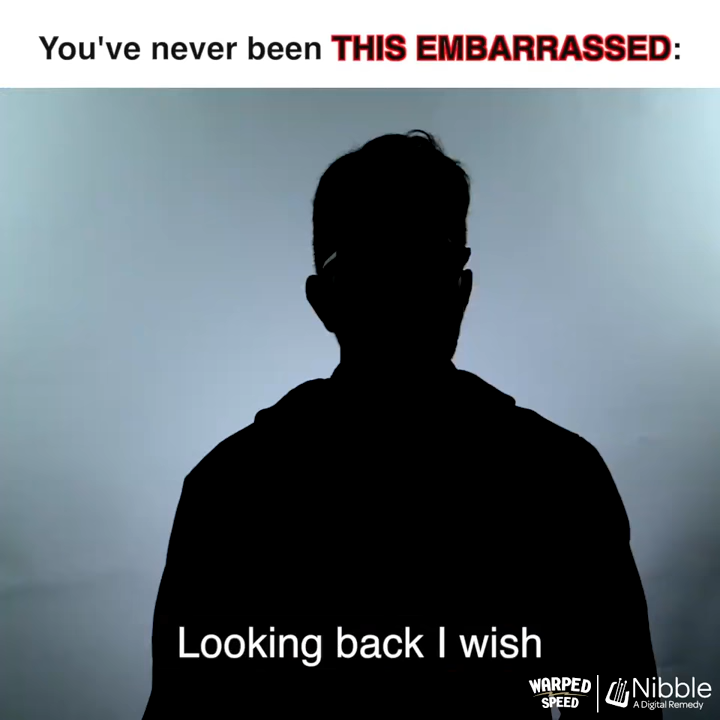 You've never been THIS EMBARRASSED:
Looking back I wish
WARPED
SPEED
Nibble
A Digital Remedy